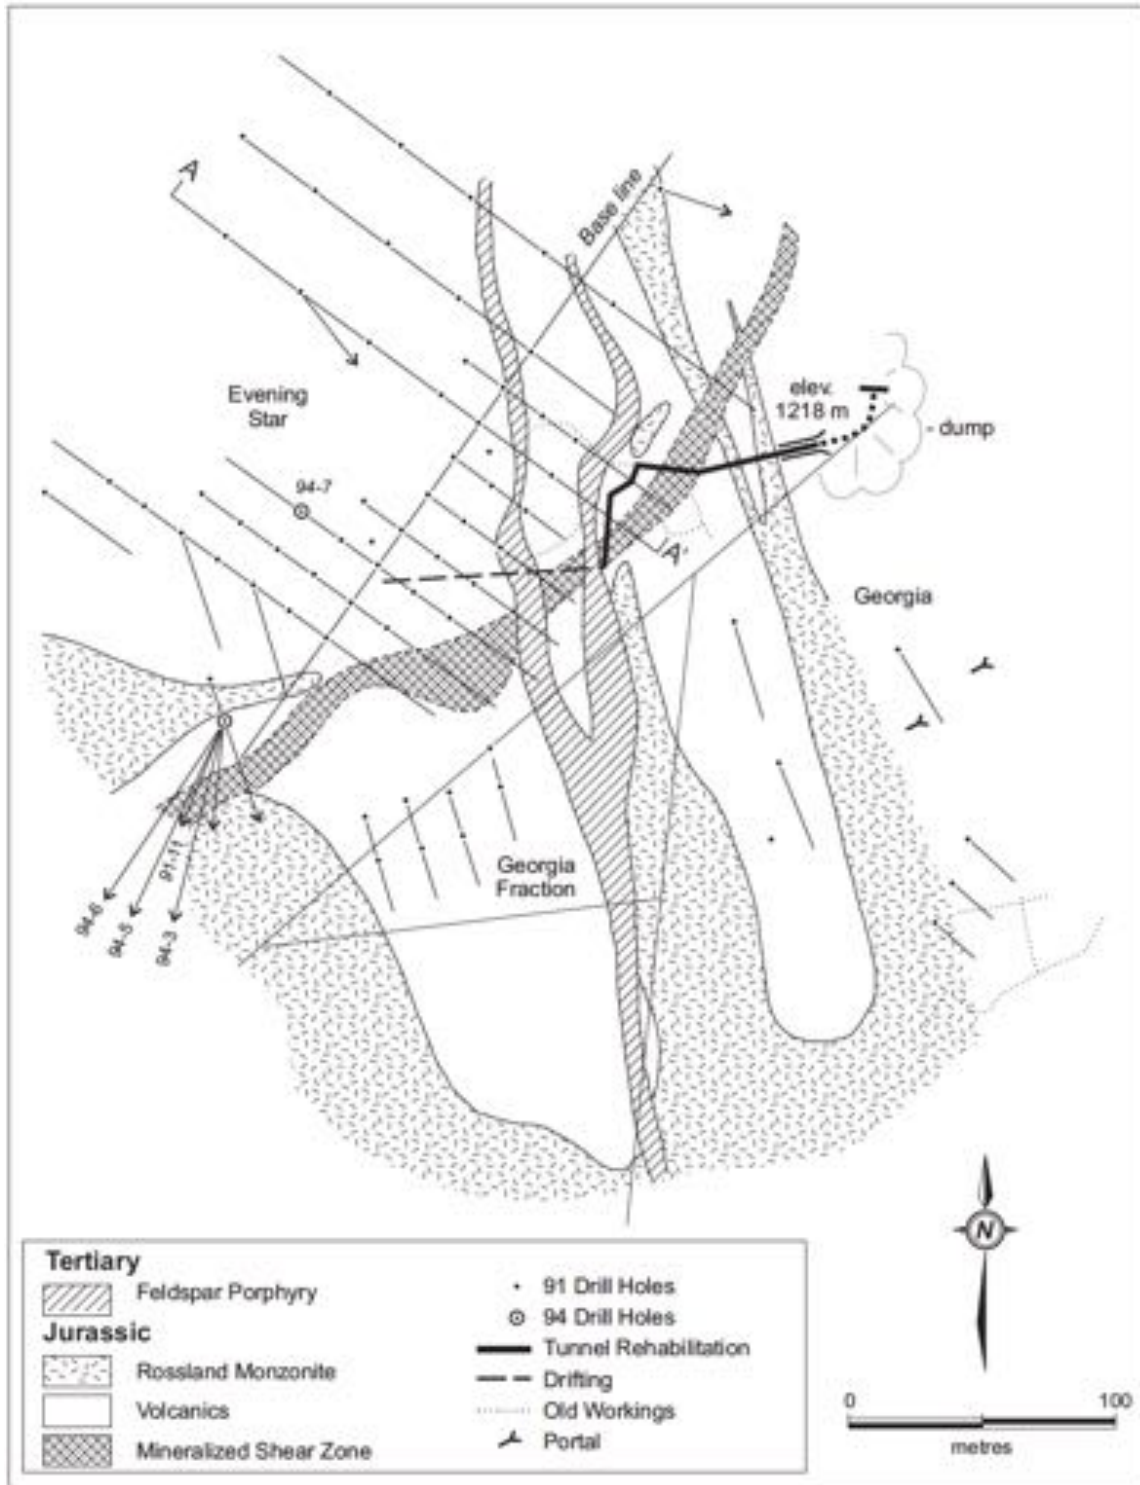 A
Base line
elev.
1218 m
- dump
Evening
Star
94-7
A'
Georgia
91-11
Georgia
Fraction
94-6
94-5
94-3
N
Tertiary
Feldspar Porphyry
Jurassic
Rossland Monzonite
Volcanics
Mineralized Shear Zone
91 Drill Holes
94 Drill Holes
Tunnel Rehabilitation
Drifting
Old Workings
Portal
0 100
metres